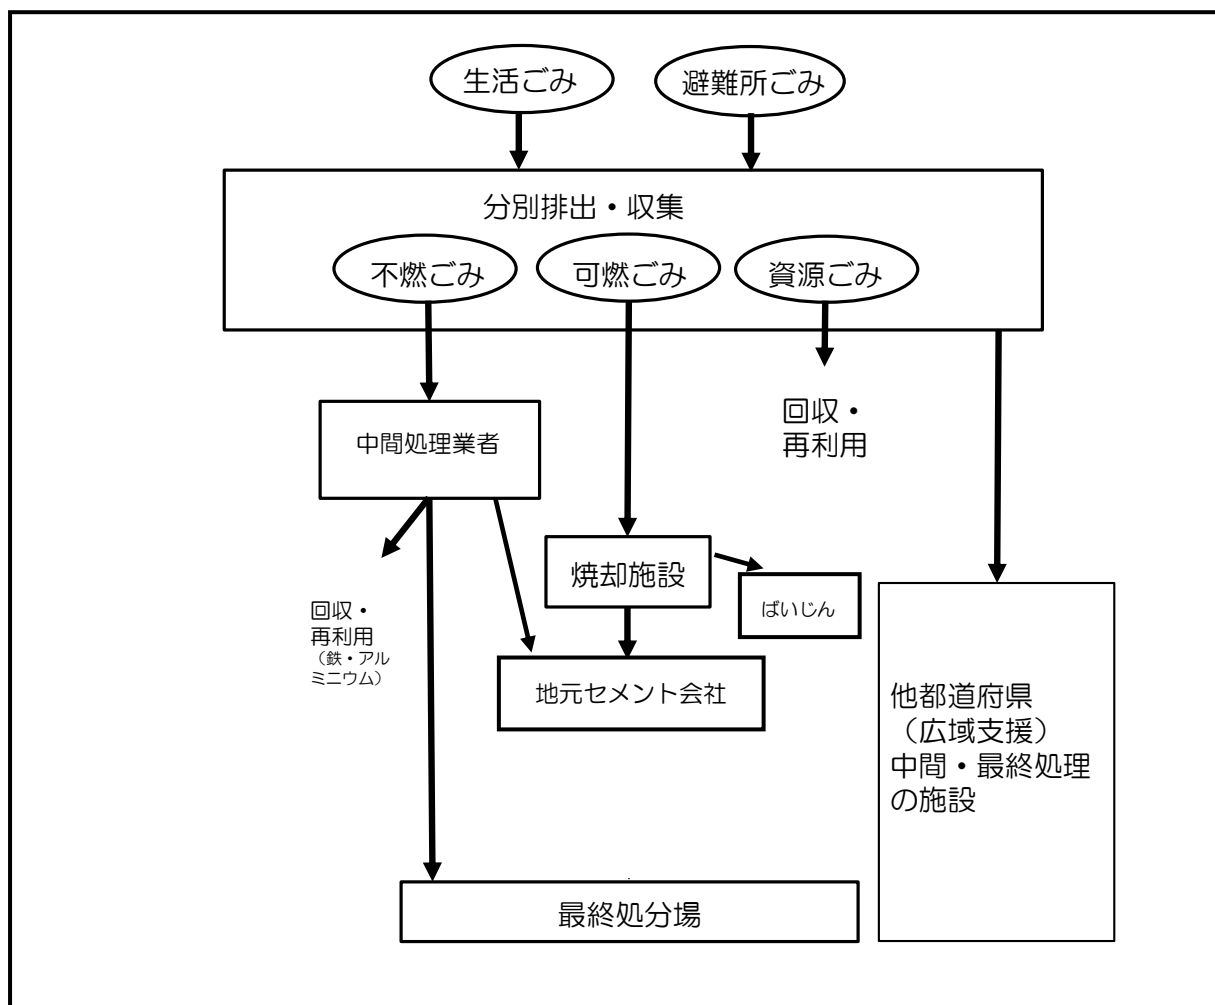 生活ごみ
避難所ごみ
分別排出・収集
不燃ごみ
可燃ごみ
資源ごみ
回収・
再利用
中間処理業者
焼却施設
ばいじん
回収・
再利用
（鉄・アル
ミニウム）
地元セメント会社
他都道府県
（広域支援）
中間・最終処理
の施設
最終処分場